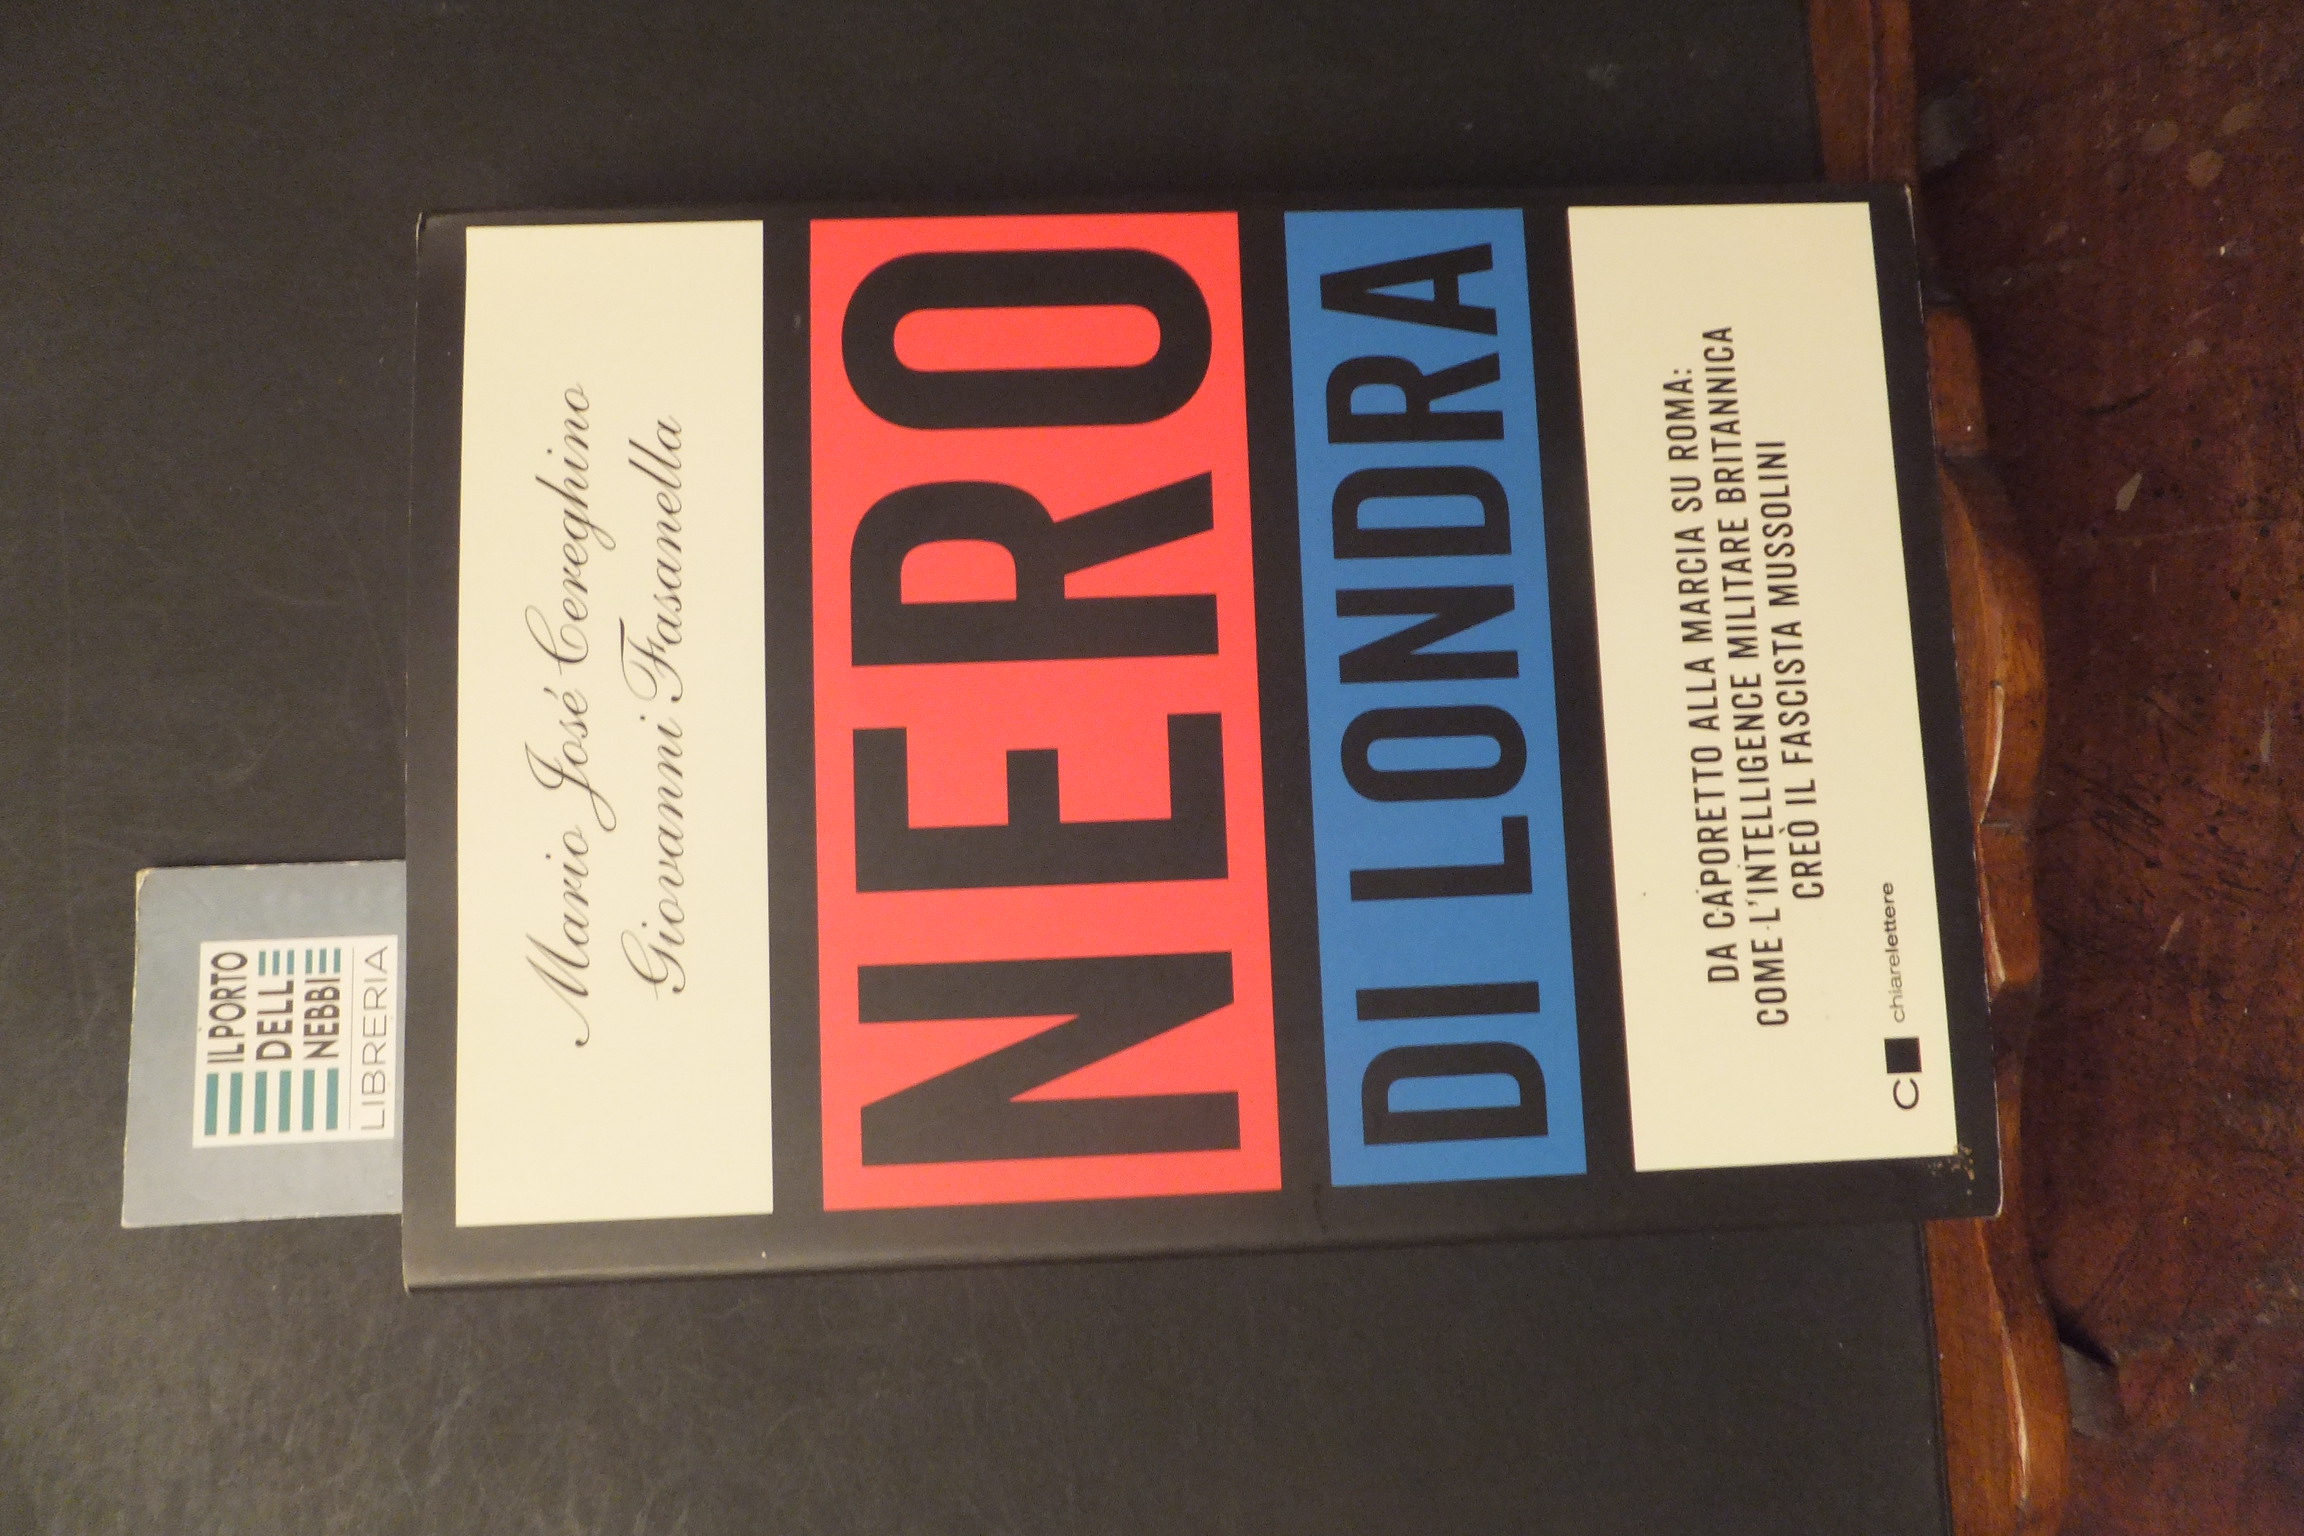 IL PORTO
DELLE
NEBBIE
LIBRERIA
Mario José Cereghino
Giovanni Fasanella
NERO
DI LONDRA
DA CAPORETTO ALLA MARCIA SU ROMA:
COME L'INTELLIGENCE MILITARE BRITANNICA
CREÒ IL FASCISTA MUSSOLINI
C chiarelettere